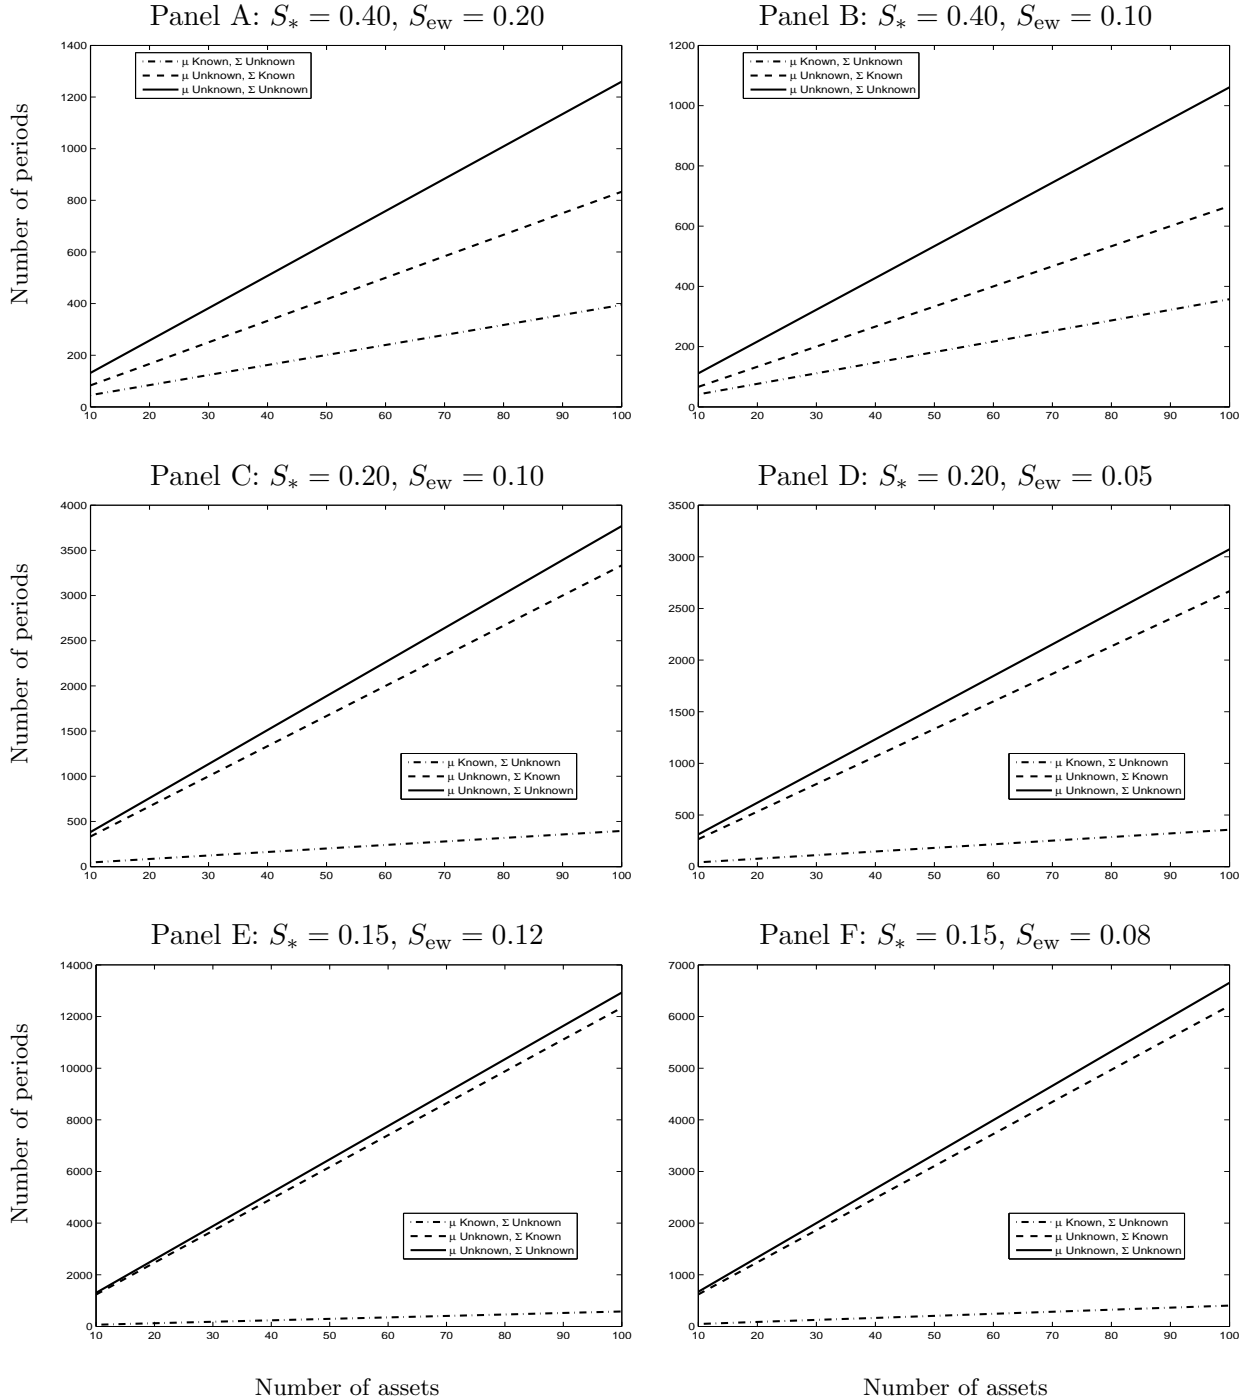 Panel A: S* = 0.40, Sew = 0.20
1400
1200
1000
800
600
400
200
0
10 20 30 40 50 60 70 80 90 100
μ Known, Σ Unknown
μ Unknown, Σ Known
μ Unknown, Σ Unknown
Number of periods
Panel B: S* = 0.40, Sew = 0.10
1200
1000
800
600
400
200
0
10 20 30 40 50 60 70 80 90 100
μ Known, Σ Unknown
μ Unknown, Σ Known
μ Unknown, Σ Unknown
Panel C: S* = 0.20, Sew = 0.10
4000
3500
3000
2500
2000
1500
1000
500
0
10 20 30 40 50 60 70 80 90 100
μ Known, Σ Unknown
μ Unknown, Σ Known
μ Unknown, Σ Unknown
Number of periods
Panel D: S* = 0.20, Sew = 0.05
3500
3000
2500
2000
1500
1000
500
0
10 20 30 40 50 60 70 80 90 100
μ Known, Σ Unknown
μ Unknown, Σ Known
μ Unknown, Σ Unknown
Panel E: S* = 0.15, Sew = 0.12
14000
12000
10000
8000
6000
4000
2000
0
10 20 30 40 50 60 70 80 90 100
μ Known, Σ Unknown
μ Unknown, Σ Known
μ Unknown, Σ Unknown
Number of periods
Number of assets
Panel F: S* = 0.15, Sew = 0.08
7000
6000
5000
4000
3000
2000
1000
0
10 20 30 40 50 60 70 80 90 100
μ Known, Σ Unknown
μ Unknown, Σ Known
μ Unknown, Σ Unknown
Number of assets